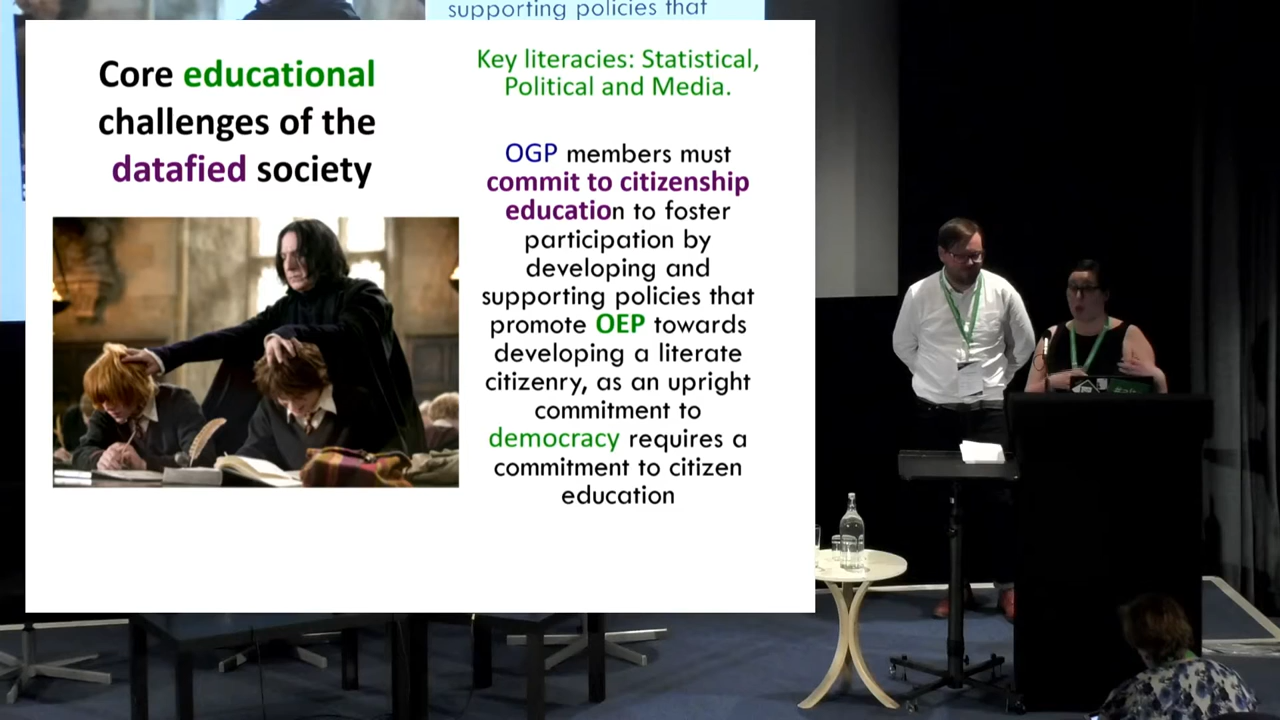 supporting policies that
Core educational
challenges of the
datafied society
Key literacies: Statistical,
Political and Media.
OGP members must
commit to citizenship
education to foster
participation by
developing and
supporting policies that
promote OEP towards
developing a literate
citizenry, as an upright
commitment to
democracy requires a
commitment to citizen
education